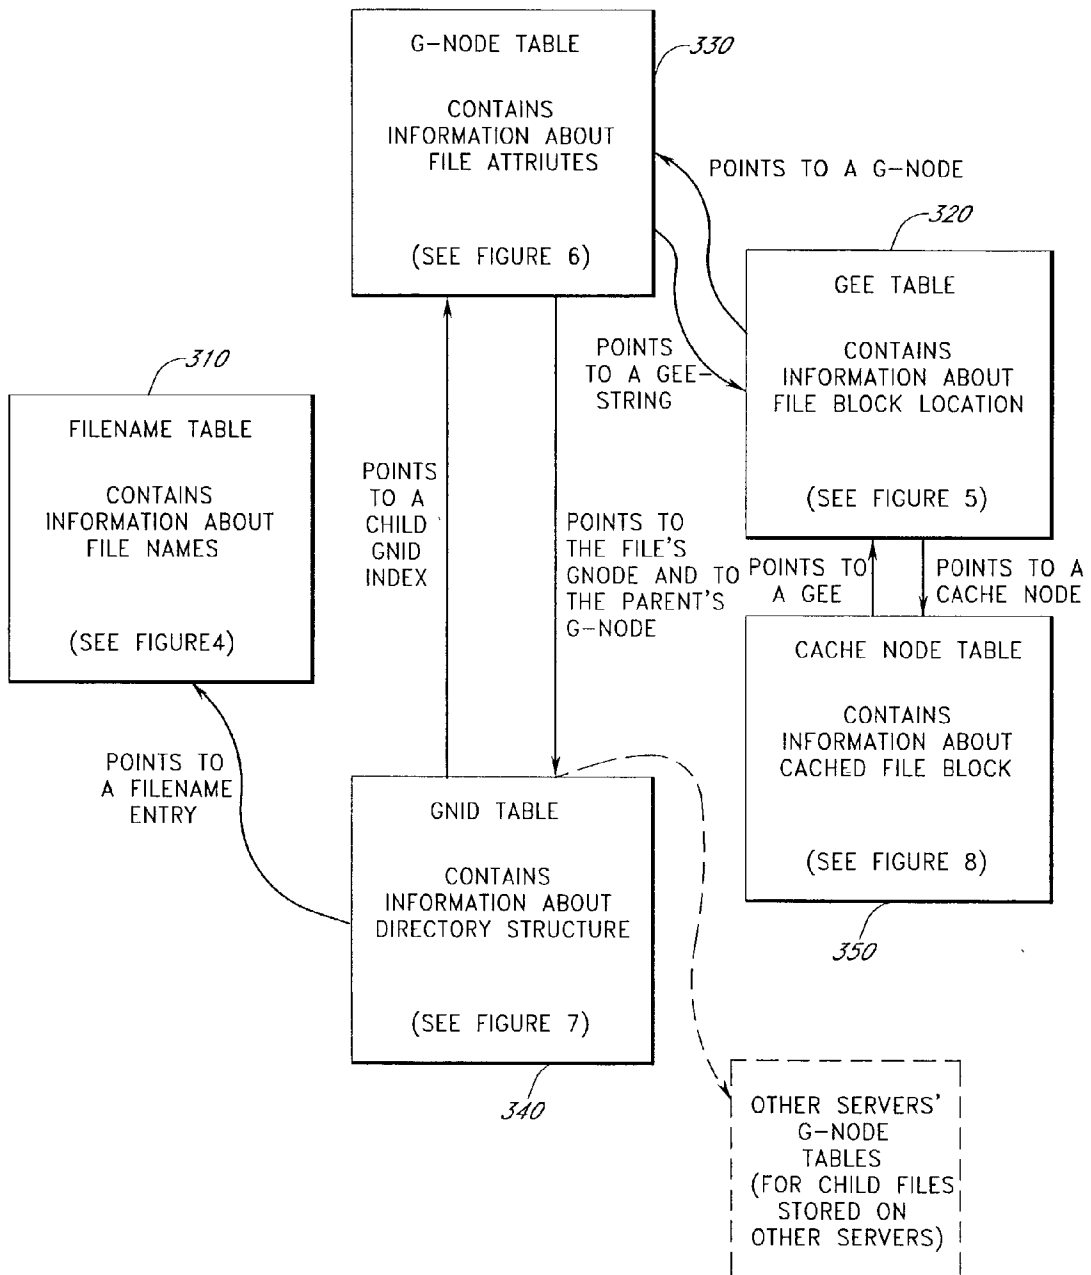 G-NODE TABLE
CONTAINS
INFORMATION ABOUT
FILE ATTRIUTES
(SEE FIGURE 6)
330
POINTS TO A G-NODE
320
GEE TABLE
CONTAINS
INFORMATION ABOUT
FILE BLOCK LOCATION
(SEE FIGURE 5)
POINTS
TO A GEE-
STRING
310
FILENAME TABLE
CONTAINS
INFORMATION ABOUT
FILE NAMES
(SEE FIGURE4)
POINTS
TO A
CHILD
GNID
INDEX
POINTS TO
THE FILE'S
GNODE AND TO
THE PARENT'S
G-NODE
POINTS TO
A GEE
POINTS TO A
CACHE NODE
CACHE NODE TABLE
CONTAINS
INFORMATION ABOUT
CACHED FILE BLOCK
(SEE FIGURE 8)
350
POINTS TO
A FILENAME
ENTRY
GNID TABLE
CONTAINS
INFORMATION ABOUT
DIRECTORY STRUCTURE
(SEE FIGURE 7)
340
OTHER SERVERS'
G-NODE
TABLES
(FOR CHILD FILES
STORED ON
OTHER SERVERS)